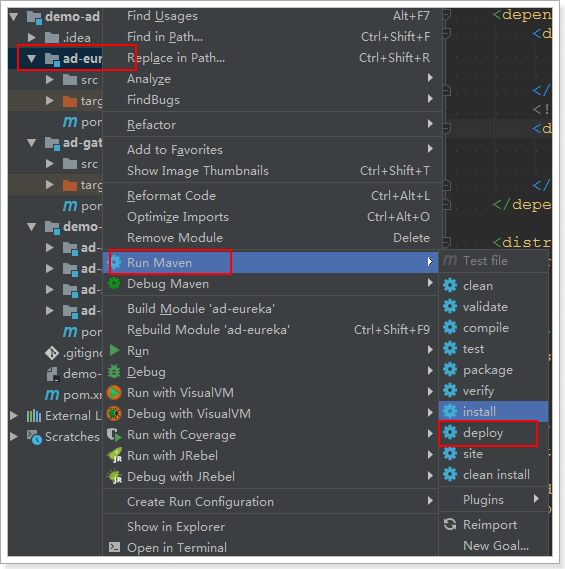 demo-ad
.idea
ad-eur
src
targ
pom
ad-gat
src
targ
pom
demo-
ad-
ad-
ad-
ad-
pom
.gitign
demo-
pom.xm
External L
Scratches
Find Usages Alt+F7
Find in Path... Ctrl+Shift+F
Replace in Path... Ctrl+Shift+R
Analyze
FindBugs
Refactor
Add to Favorites
Show Image Thumbnails Ctrl+Shift+T
Reformat Code Ctrl+Alt+L
Optimize Imports Ctrl+Alt+O
Remove Module Delete
Run Maven
Debug Maven
Build Module 'ad-eureka'
Rebuild Module 'ad-eureka' Ctrl+Shift+F9
Run
Debug
Run with VisualVM
Debug with VisualVM
Run with Coverage
Run with JRebel
Debug with JRebel
Create Run Configuration
Show in Explorer
Open in Terminal
<depen
<d
</
<!
<d
</
</depe
<distr
Test file
clean
validate
compile
test
package
verify
install
deploy
site
clean install
Plugins
Reimport
New Goal...